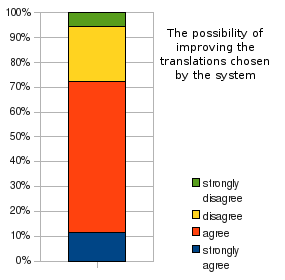 100%
90%
80%
70%
60%
50%
40%
30%
20%
10%
0%
The possibility of
improving the
translations chosen
by the system
strongly
disagree
disagree
agree
strongly
agree